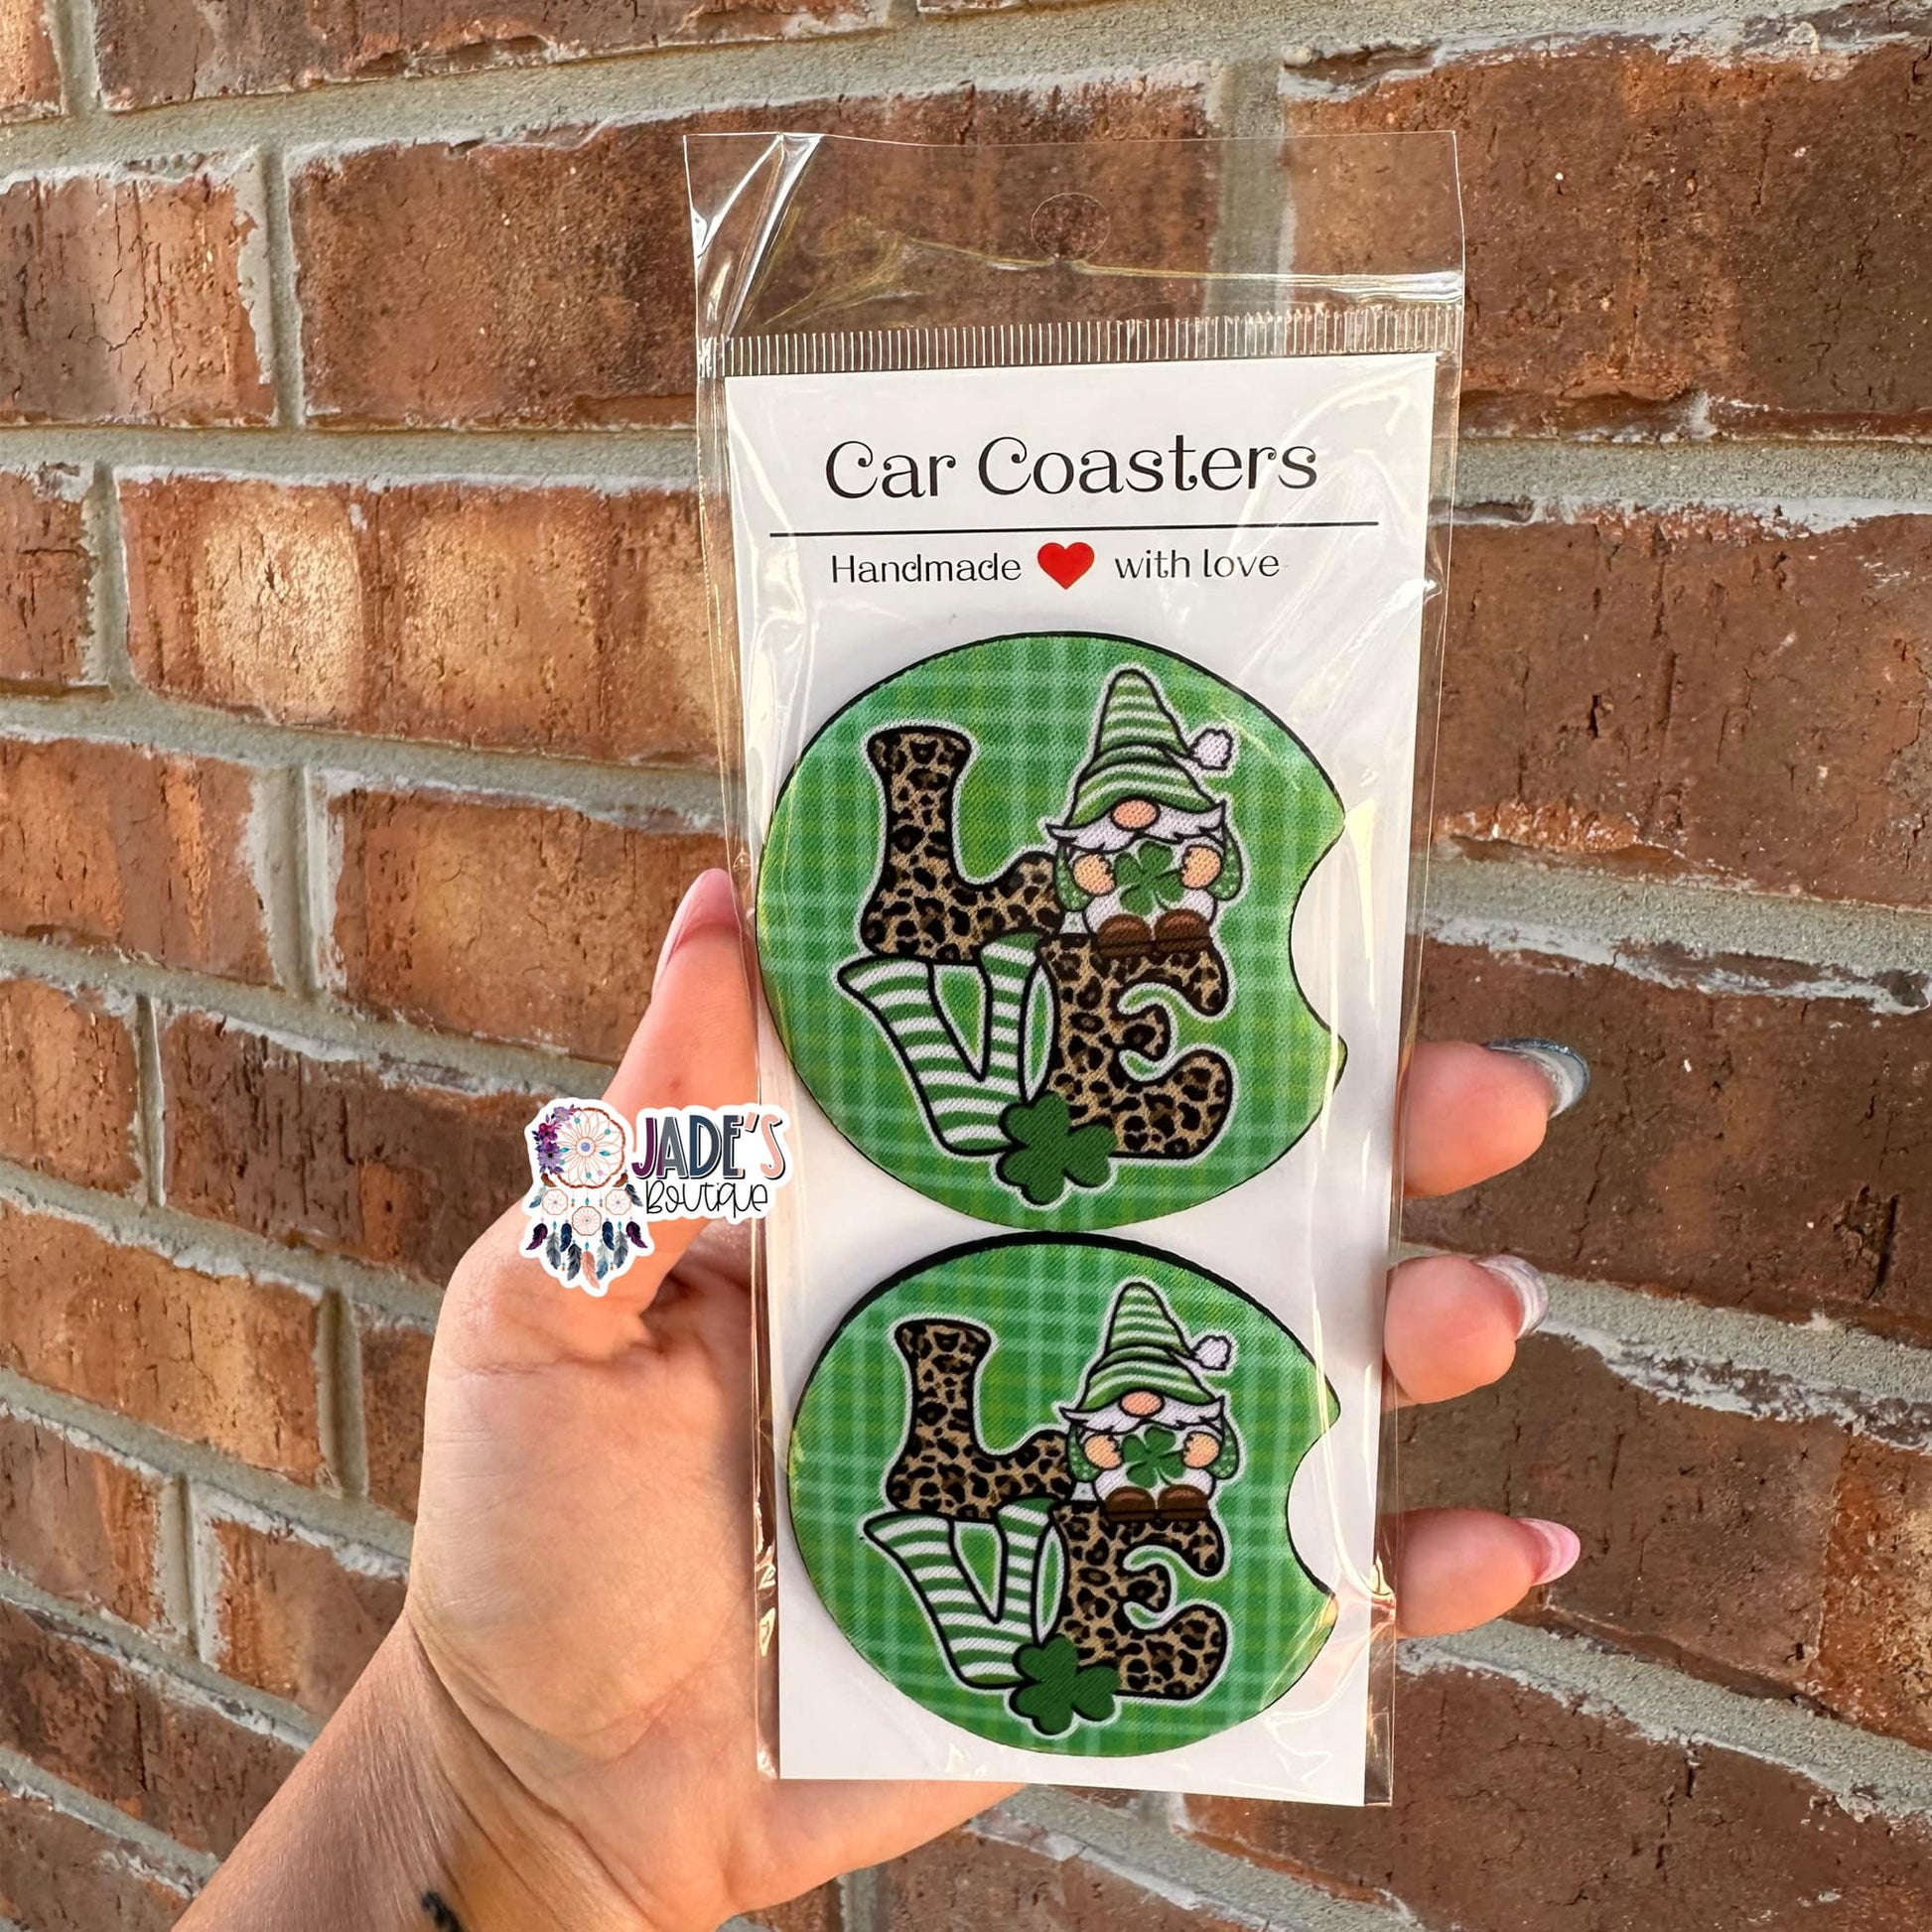 Car Coasters
Handmade ❤ with love
LOVE
JADE'S
Boutique
LOVE